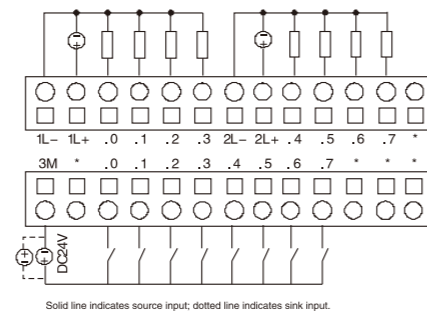 1L- 1L+ .0 .1 .2 .3 2L- 2L+ .4 .5 .6 .7 *
3M * .0 .1 .2 .3 .4 .5 .6 .7 * * *
DC24V
Solid line indicates source input; dotted line indicates sink input.